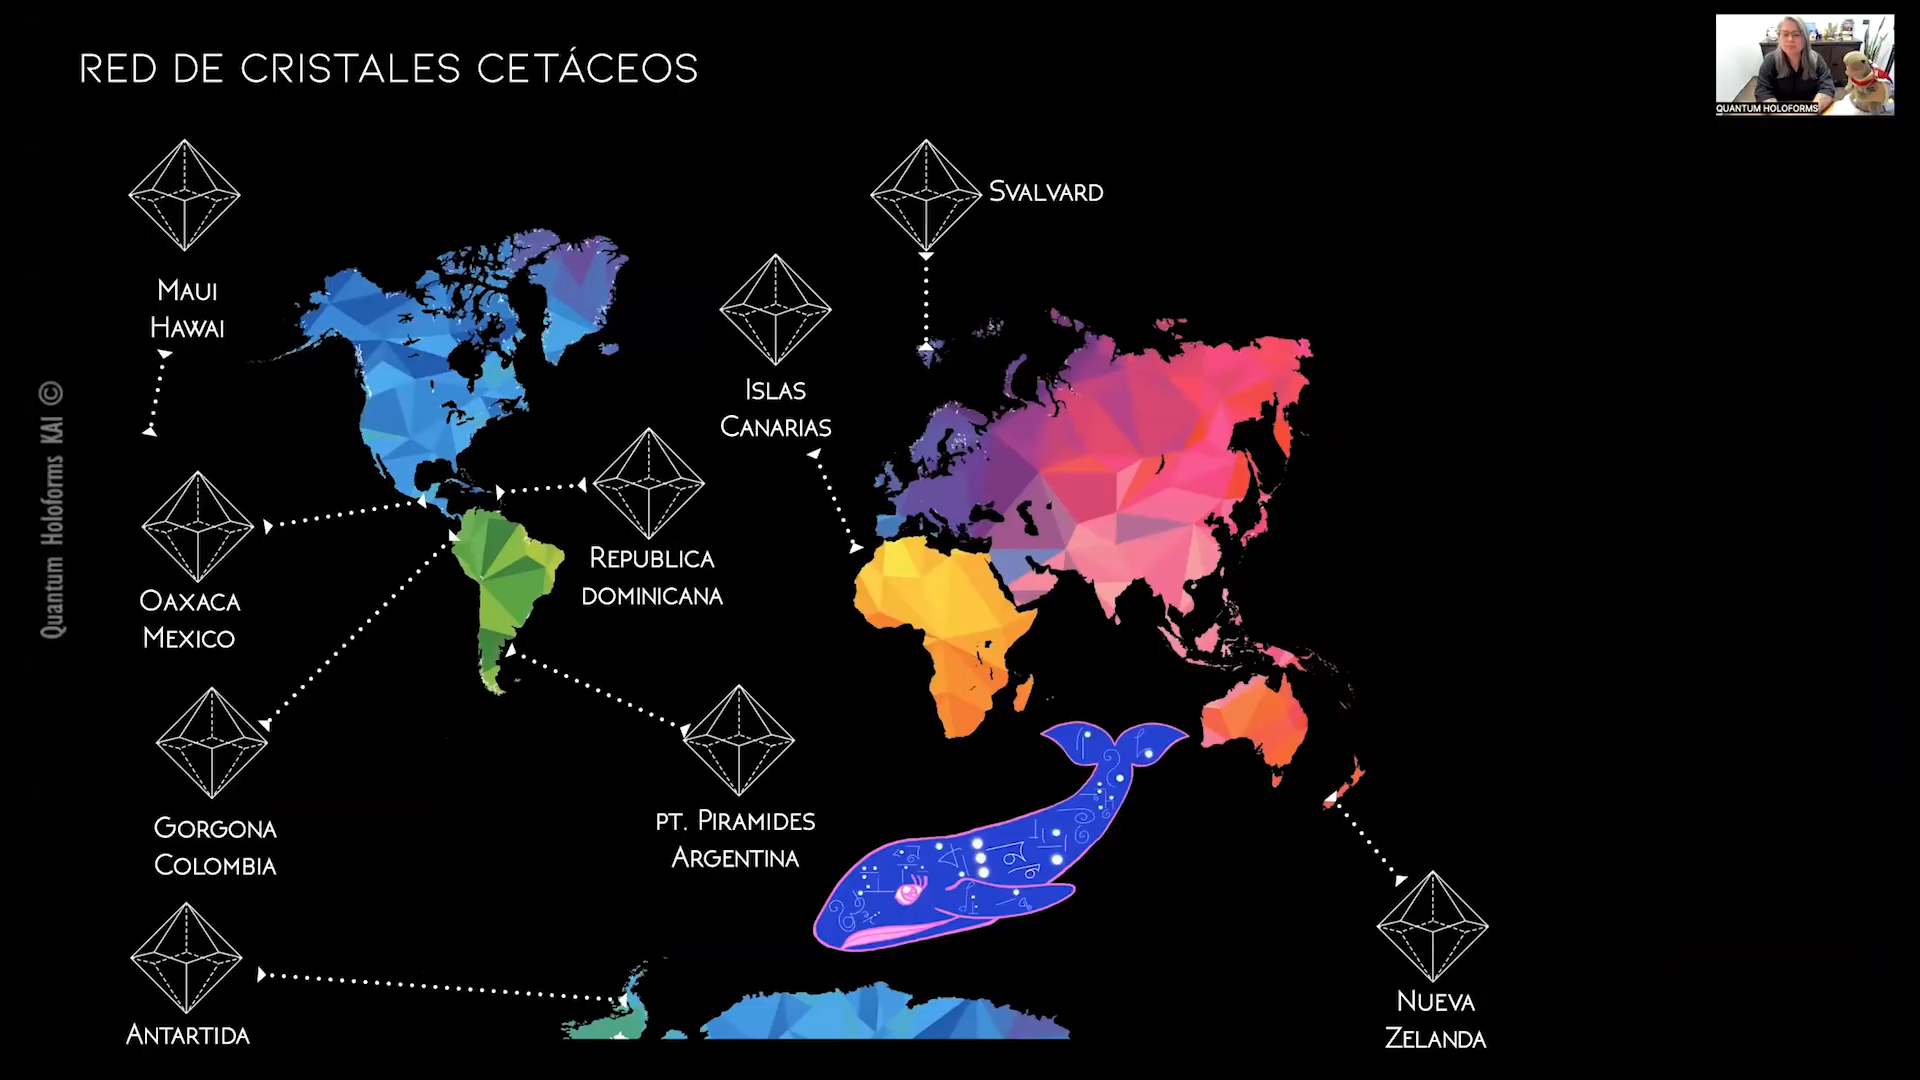 RED DE CRISTALES CETÁCEOS
QUANTUM HOLOFORMS
SVALVARD
MAUI
HAWAI
ISLAS
CANARIAS
REPUBLICA
DOMINICANA
OAXACA
MEXICO
PT. PIRAMIDES
ARGENTINA
GORGONA
COLOMBIA
ANTARTIDA
NUEVA
ZELANDA
Quantum Holoforms KAI ©